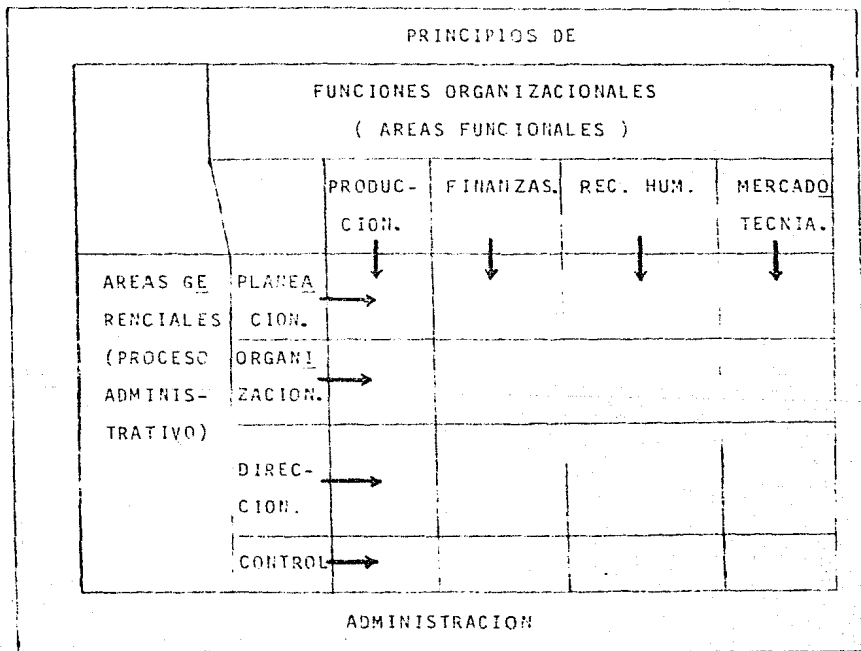 PRINCIPIOS DE
FUNCIONES ORGANIZACIONALES
( AREAS FUNCIONALES )
PRODUC- FINANZAS. REC. HUM. MERCADO
CION. TECNIA.
AREAS GE PLANEA
RENCIALES CION.
(PROCESO ORGANI
ADMINIS- ZACION.
TRATIVO)
DIREC-
CION.
CONTROL
ADMINISTRACION